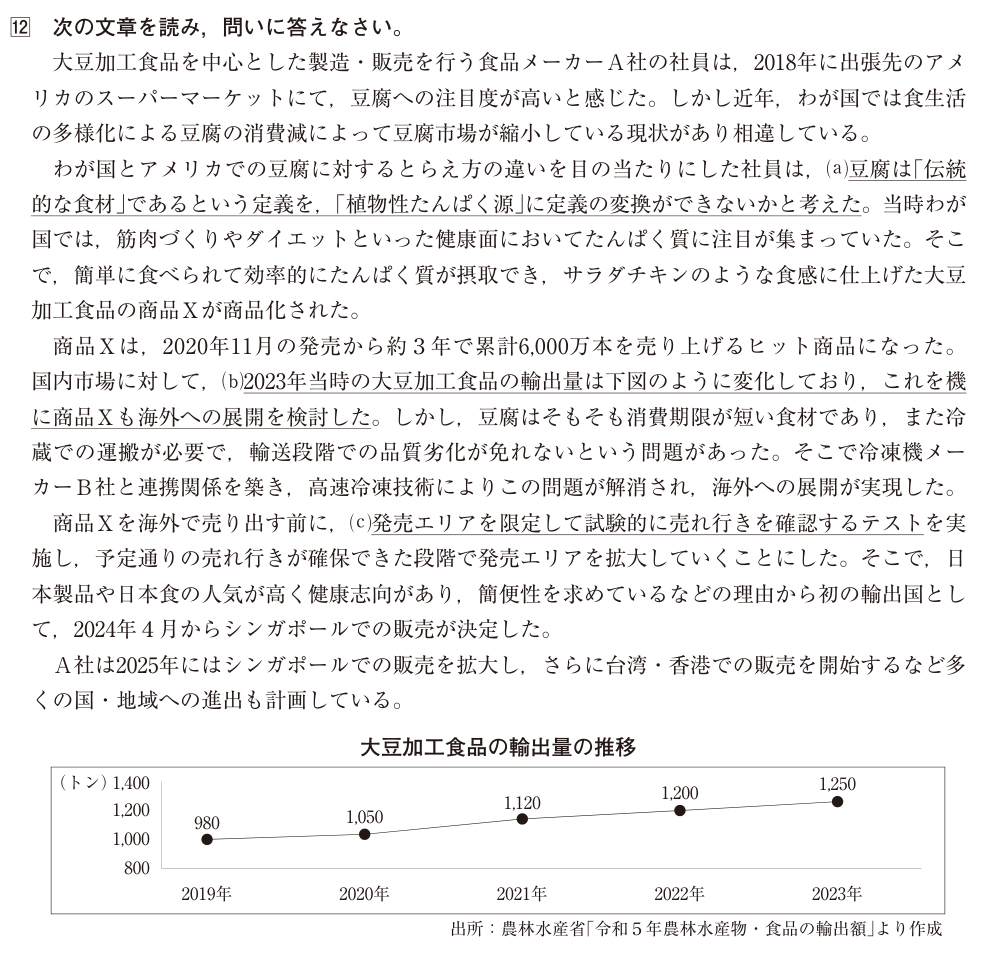 12 次の文章を読み，問いに答えなさい。
大豆加工食品を中心とした製造・販売を行う食品メーカーＡ社の社員は，2018年に出張先のアメ
リカのスーパーマーケットにて，豆腐への注目度が高いと感じた。しかし近年，わが国では食生活
の多様化による豆腐の消費減によって豆腐市場が縮小している現状があり相違している。
わが国とアメリカでの豆腐に対するとらえ方の違いを目の当たりにした社員は，(a)豆腐は「伝統
的な食材」であるという定義を，「植物性たんぱく源」に定義の変換ができないかと考えた。当時わが
国では，筋肉づくりやダイエットといった健康面においてたんぱく質に注目が集まっていた。そこ
で，簡単に食べられて効率的にたんぱく質が摂取でき，サラダチキンのような食感に仕上げた大豆
加工食品の商品Ｘが商品化された。
商品Ｘは，2020年11月の発売から約３年で累計6,000万本を売り上げるヒット商品になった。
国内市場に対して，(b)2023年当時の大豆加工食品の輸出量は下図のように変化しており，これを機
に商品Ｘも海外への展開を検討した。しかし，豆腐はそもそも消費期限が短い食材であり，また冷
蔵での運搬が必要で，輸送段階での品質劣化が免れないという問題があった。そこで冷凍機メー
カーＢ社と連携関係を築き，高速冷凍技術によりこの問題が解消され，海外への展開が実現した。
商品Ｘを海外で売り出す前に，(c)発売エリアを限定して試験的に売れ行きを確認するテストを実
施し，予定通りの売れ行きが確保できた段階で発売エリアを拡大していくことにした。そこで，日
本製品や日本食の人気が高く健康志向があり，簡便性を求めているなどの理由から初の輸出国とし
て，2024年４月からシンガポールでの販売が決定した。
Ａ社は2025年にはシンガポールでの販売を拡大し，さらに台湾・香港での販売を開始するなど多
くの国・地域への進出も計画している。
大豆加工食品の輸出量の推移
（トン）1,400
1,200
1,000
800
980
1,050
1,120
1,200
1,250
2019年
2020年
2021年
2022年
2023年
出所：農林水産省「令和５年農林水産物・食品の輸出額」より作成